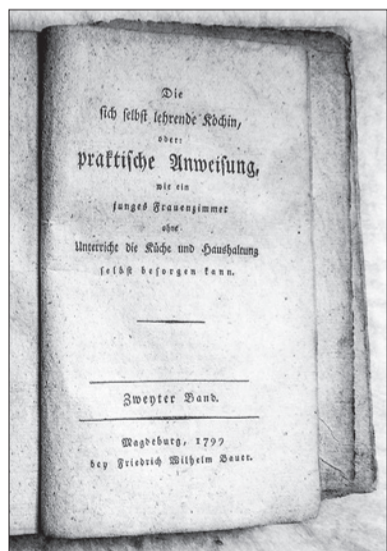 Die
sich selbst lehrende Köchin,
oder:
praktische Anweisung,
wie ein
junges Frauenzimmer
ohne
Unterricht die Küche und Haushaltung
selbst besorgen kann.
Zweyter Band.
Magdeburg, 1799
bey Friedrich Wilhelm Bauer.